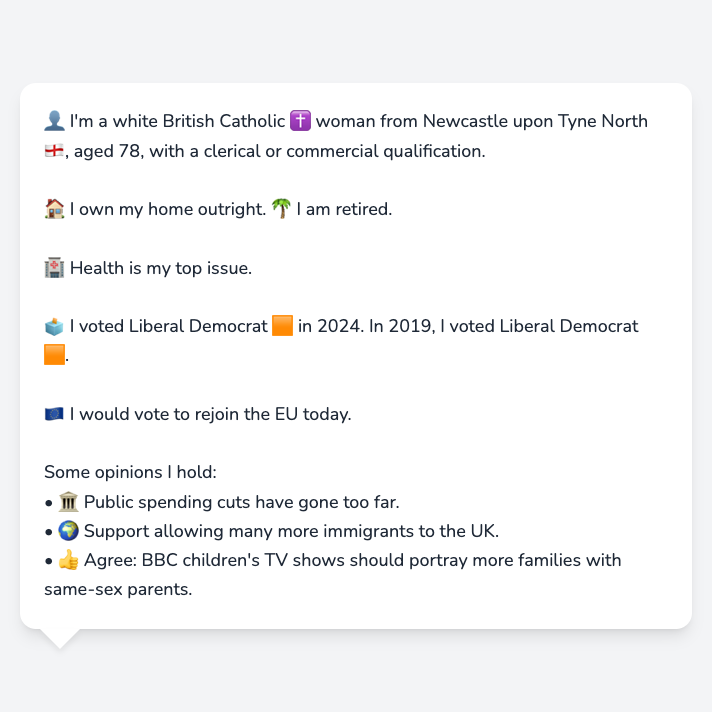 👤 I'm a white British Catholic ✝️ woman from Newcastle upon Tyne North
🏴󠁧󠁢󠁥󠁮󠁧󠁿, aged 78, with a clerical or commercial qualification.
🏠 I own my home outright. 🌴 I am retired.
🏥 Health is my top issue.
🗳️ I voted Liberal Democrat 🟧 in 2024. In 2019, I voted Liberal Democrat
🟧.
🇪🇺 I would vote to rejoin the EU today.
Some opinions I hold:
• 🏛️ Public spending cuts have gone too far.
• 🌍 Support allowing many more immigrants to the UK.
• 👍 Agree: BBC children's TV shows should portray more families with
same-sex parents.